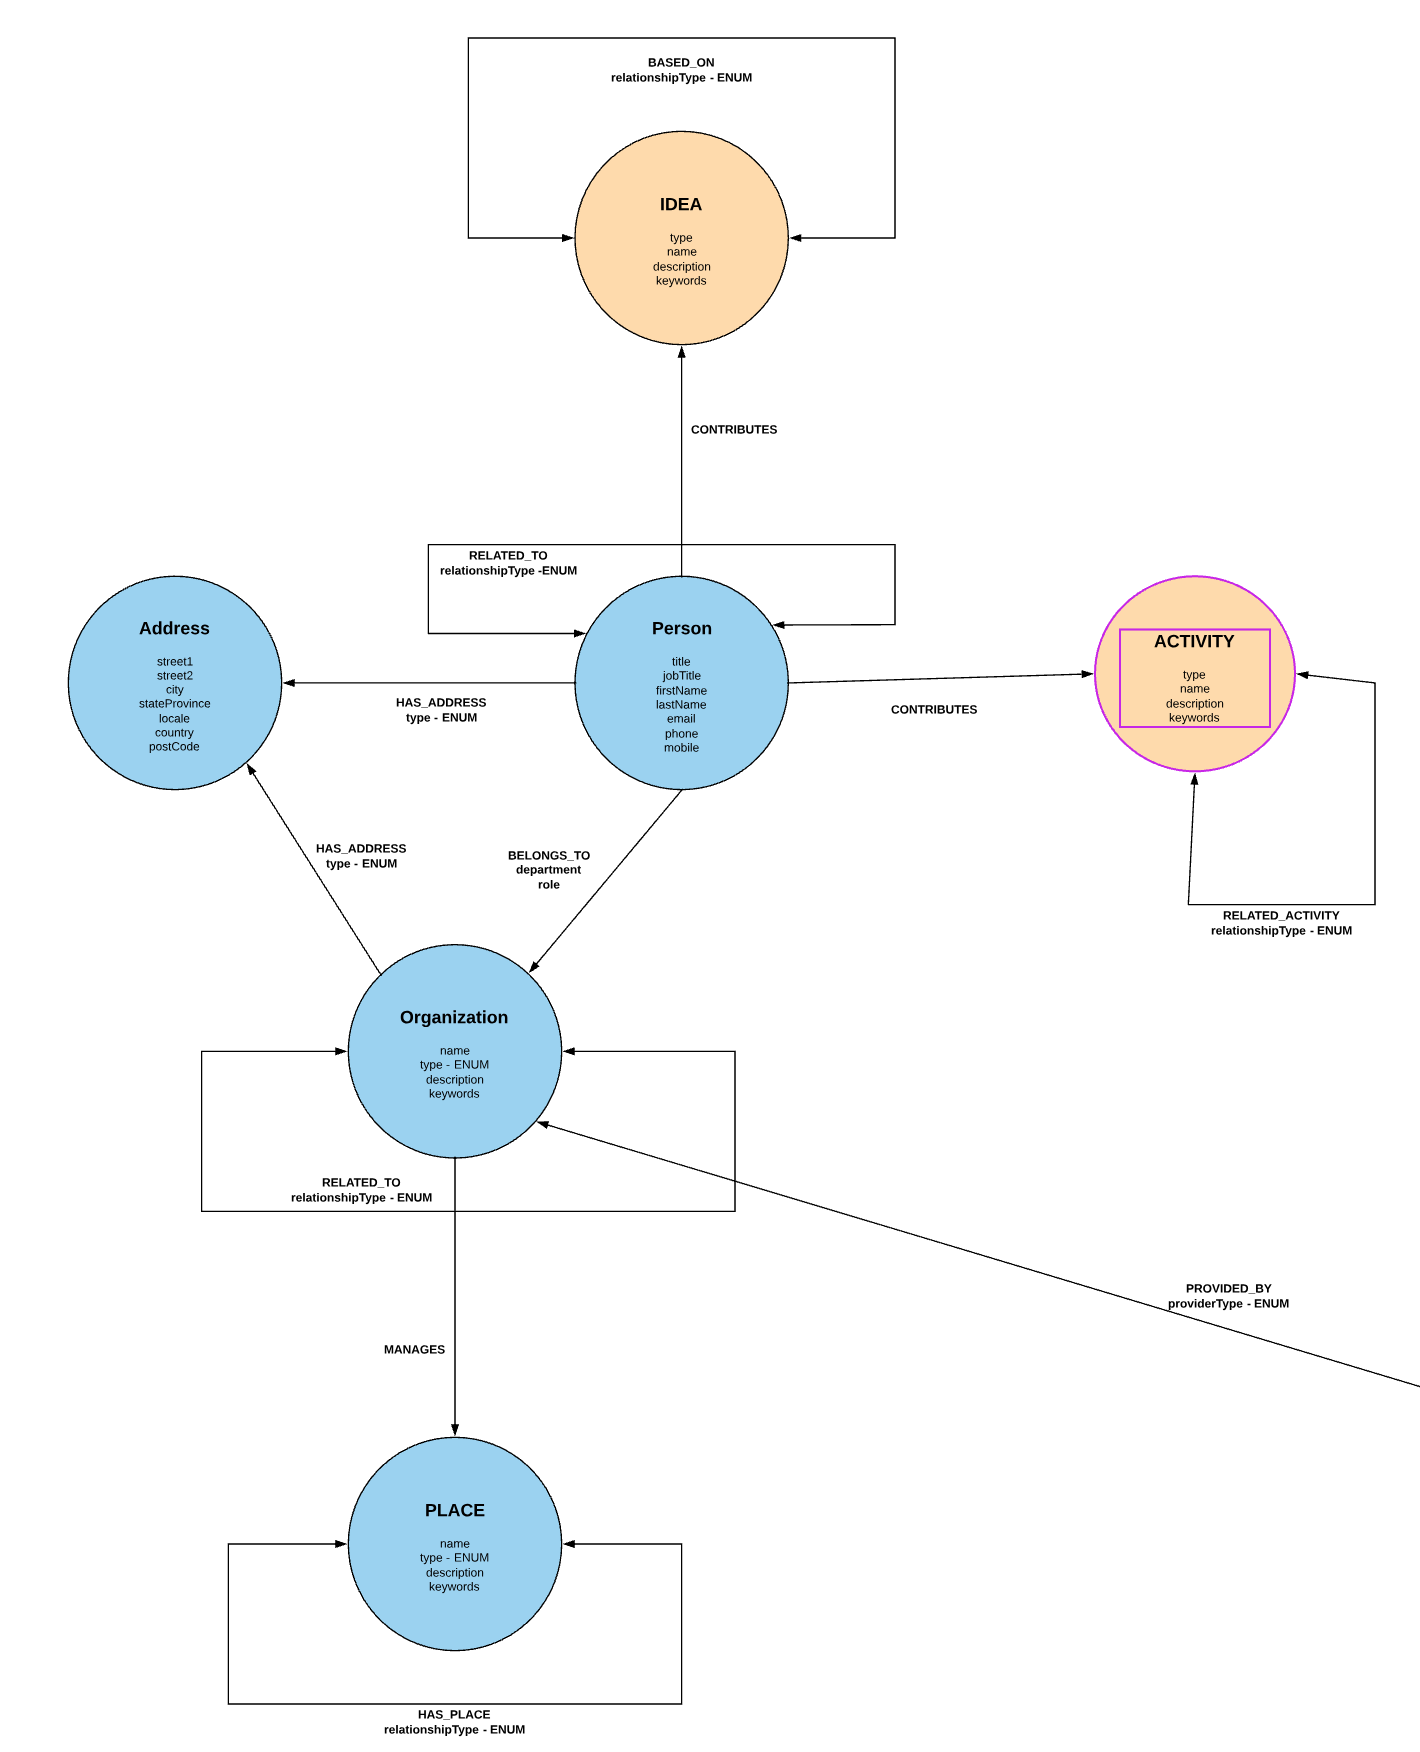 BASED_ON
relationshipType - ENUM
IDEA
type
name
description
keywords
CONTRIBUTES
RELATED_TO
relationshipType -ENUM
Address
street1
street2
city
stateProvince
locale
country
postCode
Person
title
jobTitle
firstName
lastName
email
phone
mobile
ACTIVITY
type
name
description
keywords
HAS_ADDRESS
type - ENUM
CONTRIBUTES
HAS_ADDRESS
type - ENUM
BELONGS_TO
department
role
RELATED_ACTIVITY
relationshipType - ENUM
Organization
name
type - ENUM
description
keywords
RELATED_TO
relationshipType - ENUM
PROVIDED_BY
providerType - ENUM
MANAGES
PLACE
name
type - ENUM
description
keywords
HAS_PLACE
relationshipType - ENUM